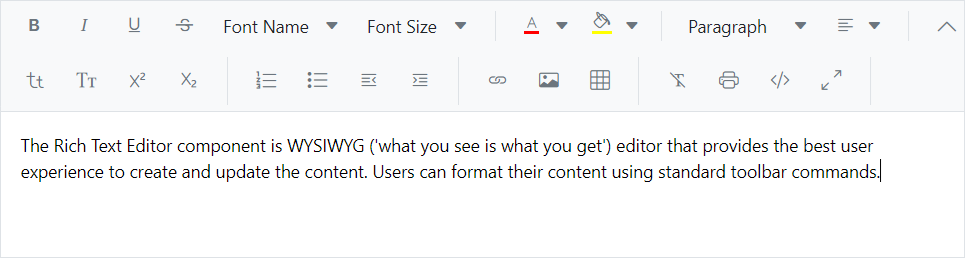 B I U S Font Name Font Size A Paragraph
tt TT X² X₂
The Rich Text Editor component is WYSIWYG ('what you see is what you get') editor that provides the best user
experience to create and update the content. Users can format their content using standard toolbar commands.